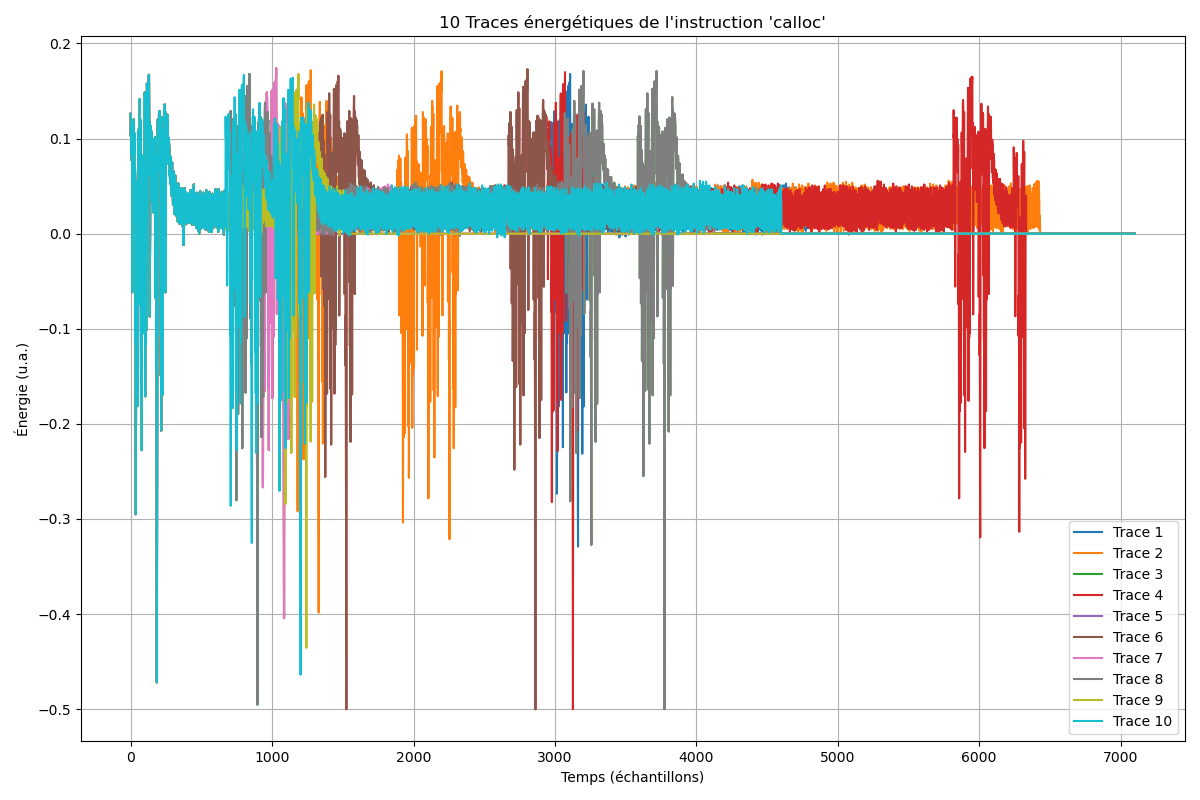 10 Traces énergétiques de l'instruction 'calloc'
0.2
0.1
0.0
−0.1
−0.2
−0.3
−0.4
−0.5
Énergie (u.a.)
0 1000 2000 3000 4000 5000 6000 7000
Temps (échantillons)
Trace 1
Trace 2
Trace 3
Trace 4
Trace 5
Trace 6
Trace 7
Trace 8
Trace 9
Trace 10